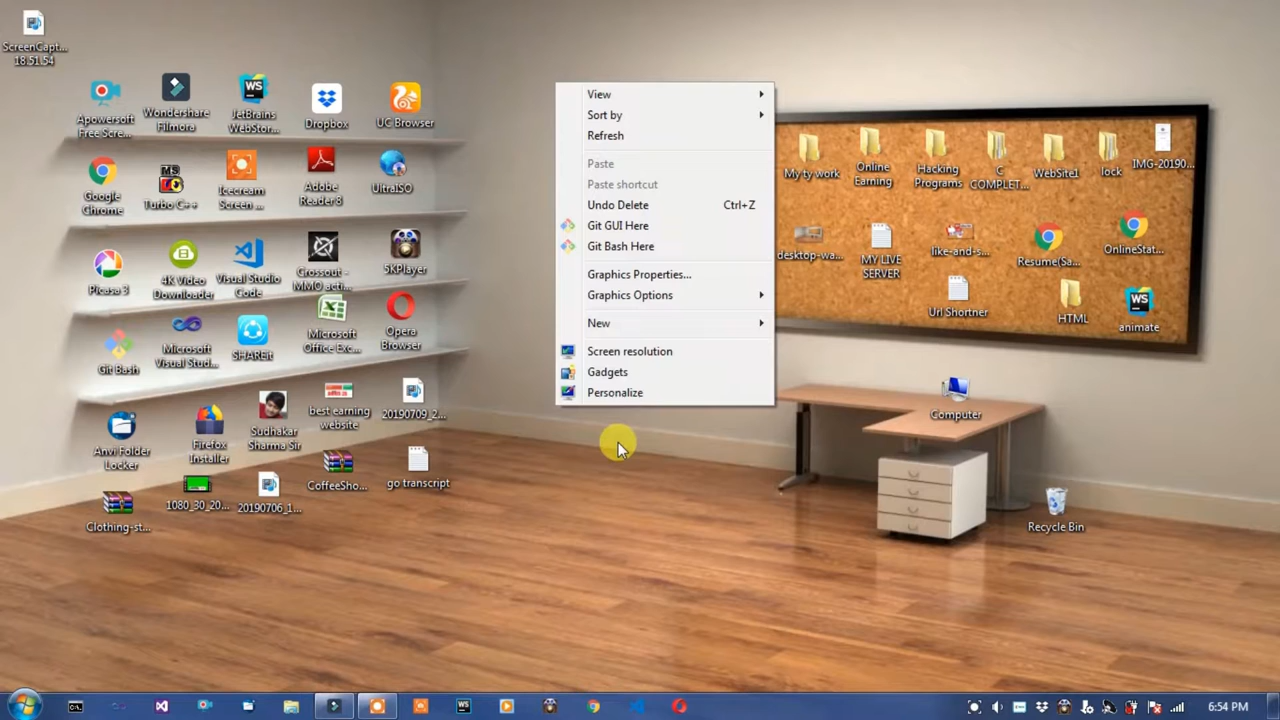 ScreenCapt...
18.51.54
Apowersoft
Free Scre...
Wondershare
Filmora
JetBrains
WebStor...
Dropbox
UC Browser
Google
Chrome
Turbo C++
Icecream
Screen ...
Adobe
Reader 8
UltraISO
Picasa 3
4K Video
Downloader
Visual Studio
Code
Crossout -
MMO acti...
5KPlayer
Git Bash
Microsoft
Visual Stud...
SHAREit
Microsoft
Office Exc...
Opera
Browser
Anvi Folder
Locker
Firefox
Installer
Sudhakar
Sharma Sir
best earning
website
20190709_2...
Clothing-st...
1080_30_20...
20190706_1...
CoffeeSho...
go transcript
View
Sort by
Refresh
Paste
Paste shortcut
Undo Delete Ctrl+Z
Git GUI Here
Git Bash Here
Graphics Properties...
Graphics Options
New
Screen resolution
Gadgets
Personalize
My ty work
Online
Earning
Hacking
Programs
C
COMPLET...
WebSite1
lock
IMG-20190...
desktop-wa...
MY LIVE
SERVER
like-and-s...
Resume(Sa...
OnlineStat...
Url Shortner
HTML
animate
Computer
Recycle Bin
6:54 PM